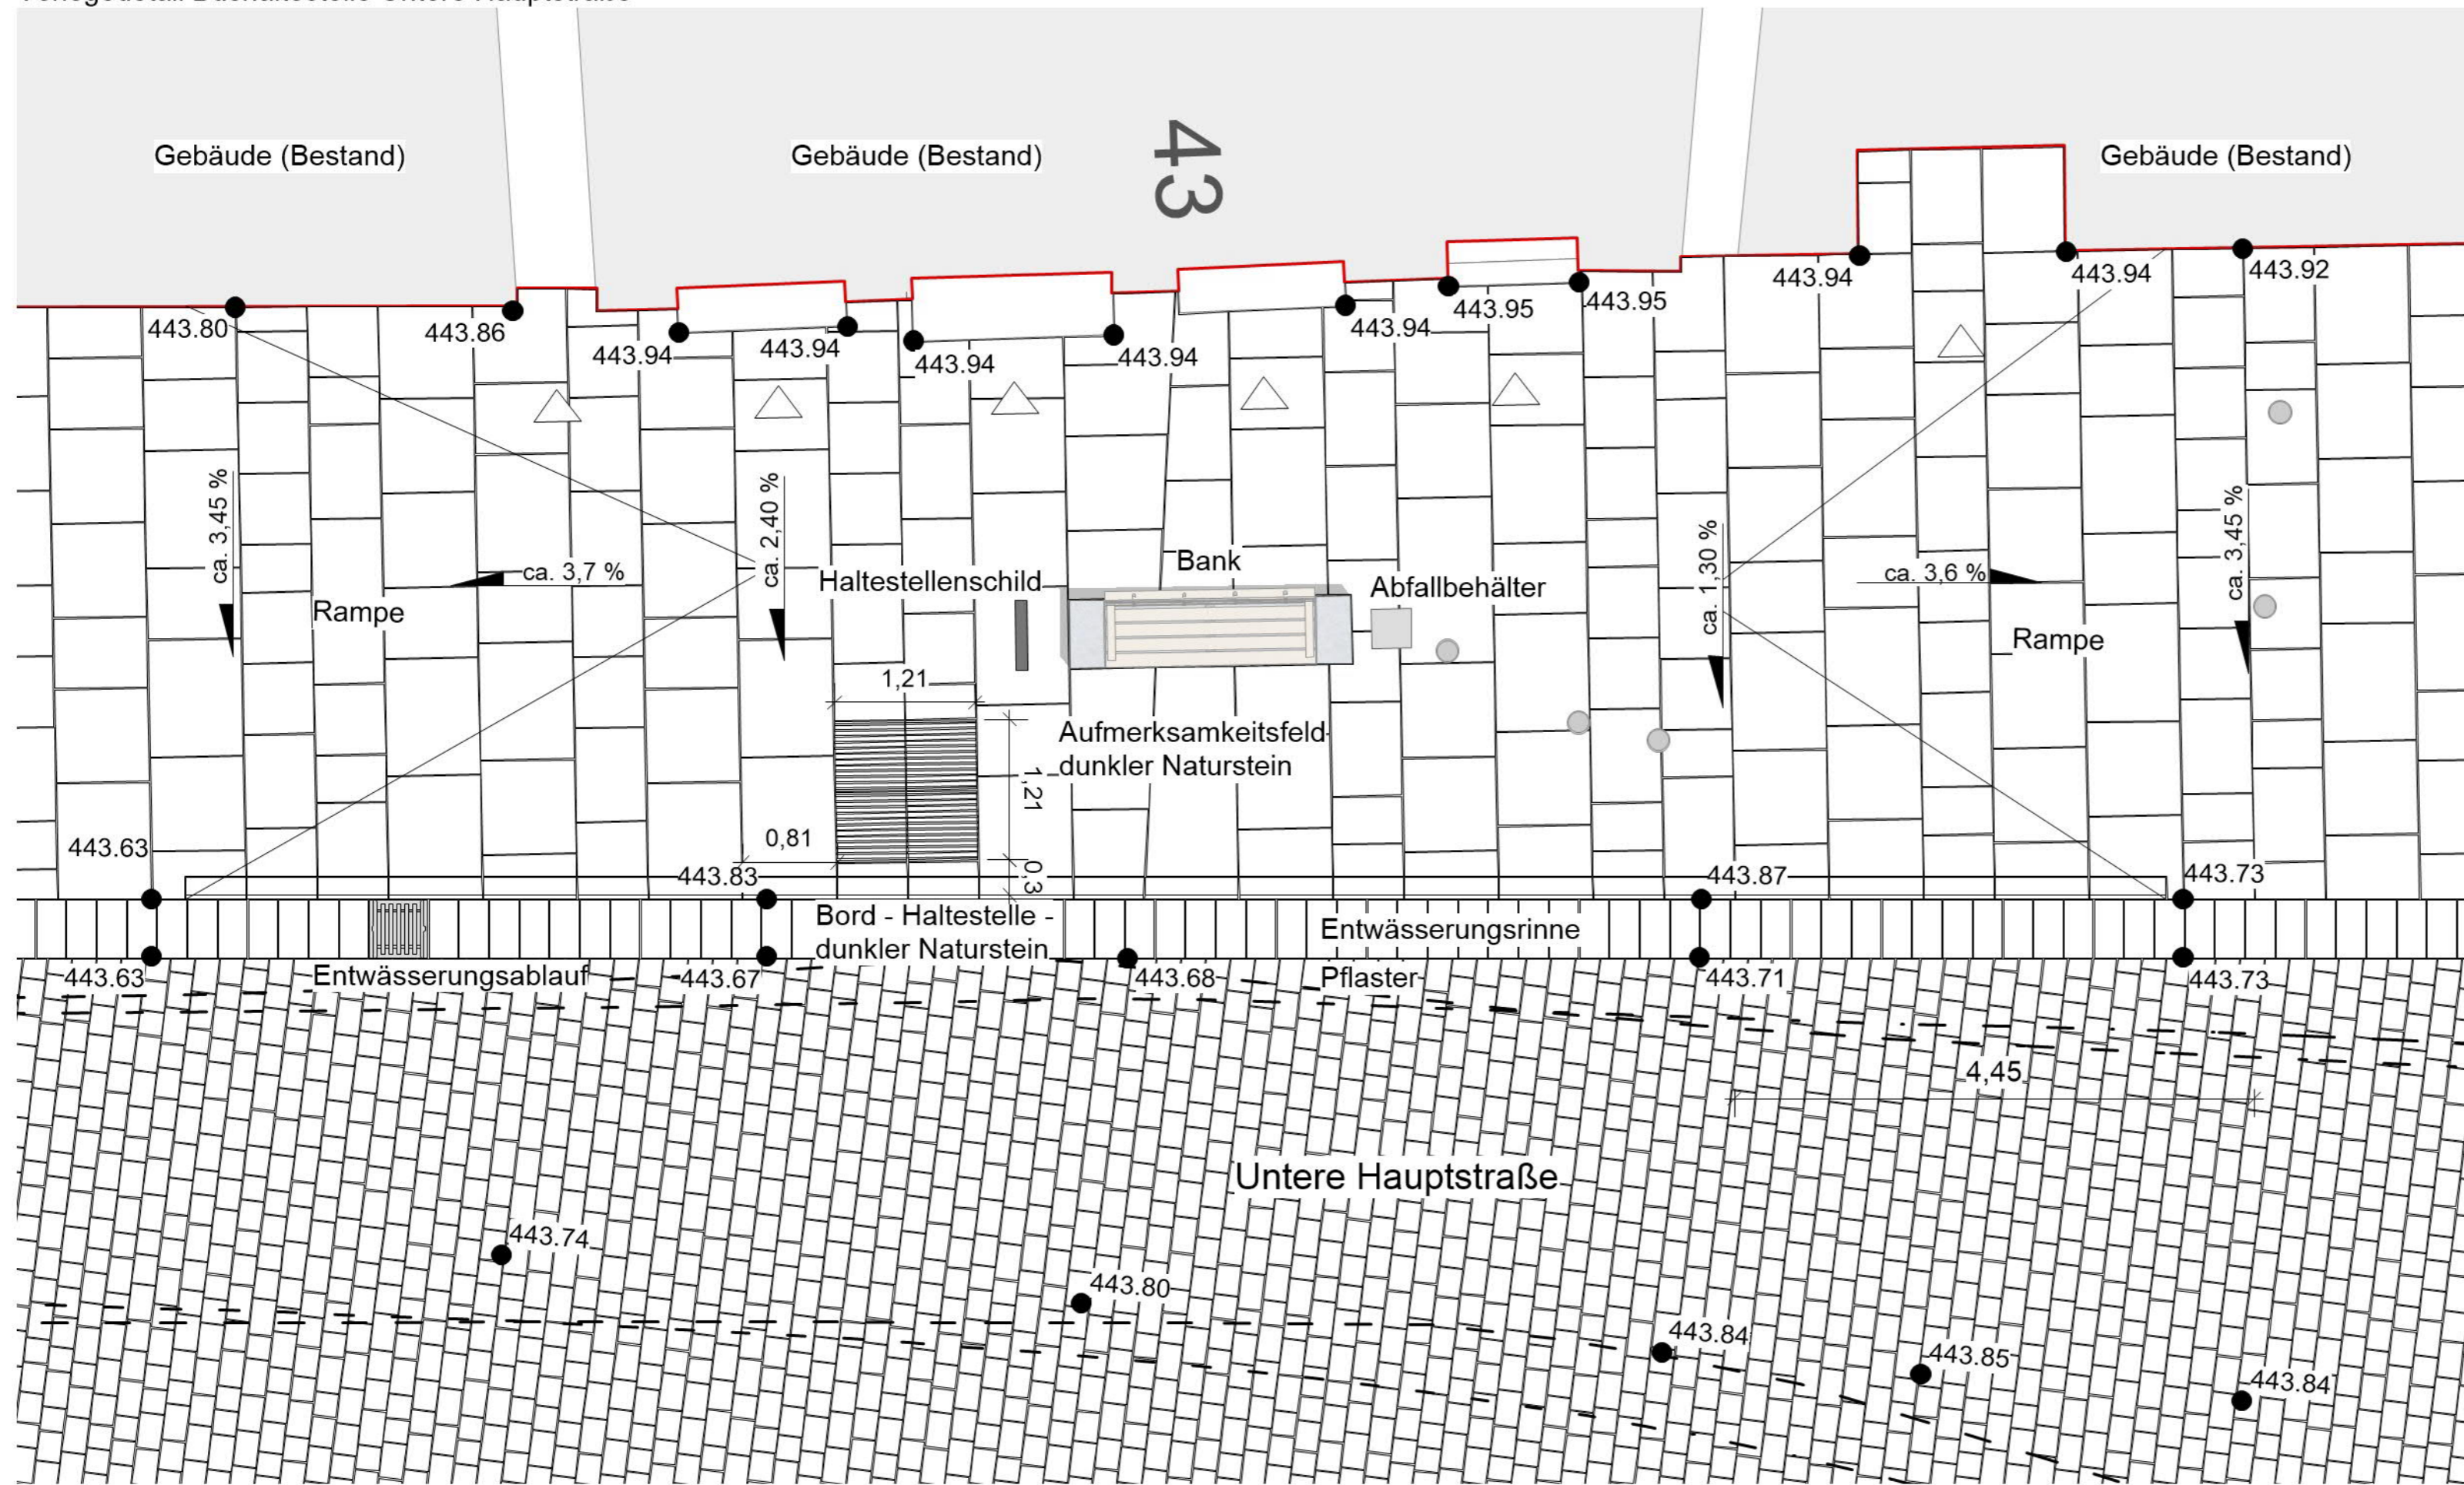 Gebäude (Bestand)
Gebäude (Bestand)
43
Gebäude (Bestand)
443.80
443.86
443.94
443.94
443.94
443.94
443.94
443.95
443.95
443.94
443.94
443.92
ca. 3,45 %
ca. 3,7 %
Rampe
ca. 2,40 %
Haltestellenschild
Bank
Abfallbehälter
ca. 1,30 %
ca. 3,6 %
Rampe
ca. 3,45 %
1,21
Aufmerksamkeitsfeld
dunkler Naturstein
1,21
0,81
0,3
443.63
443.83
443.87
443.73
Bord - Haltestelle -
dunkler Naturstein
Entwässerungsrinne
443.63
Entwässerungsablauf
443.67
443.68
Pflaster
443.71
443.73
4,45
Untere Hauptstraße
443.74
443.80
443.84
443.85
443.84